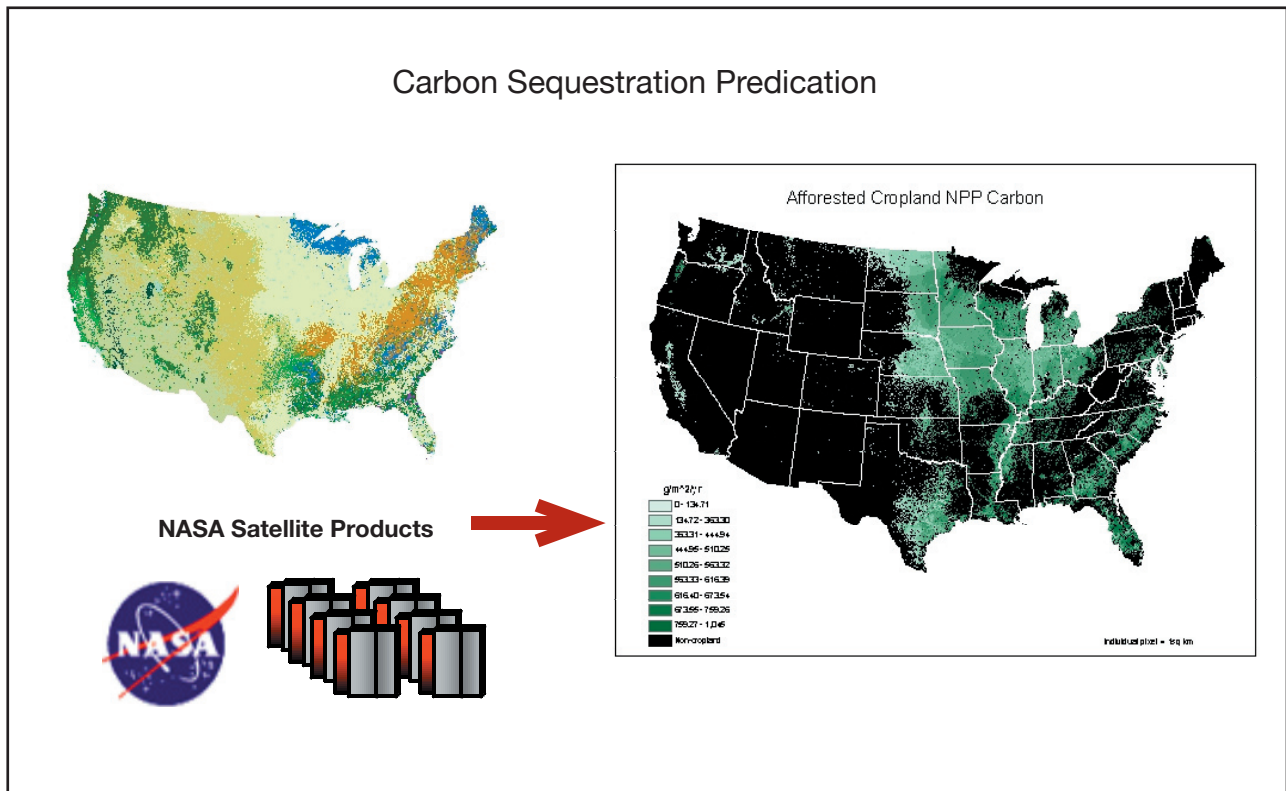 Carbon Sequestration Predication
Afforested Cropland NPP Carbon
NASA Satellite Products
NASA
g/m^2/yr
0 - 134.71
134.72 - 363.30
363.31 - 444.94
444.95 - 510.25
510.26 - 563.32
563.33 - 616.39
616.40 - 673.54
673.55 - 759.26
759.27 - 1,045
Non-cropland
Individual pixel = 1sq km